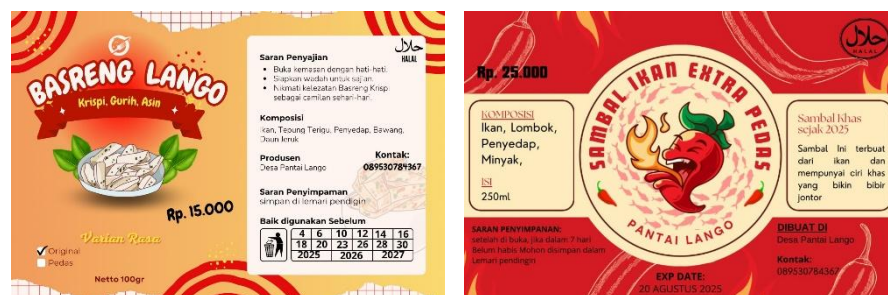 BASRENG LANGO
Krispi, Gurih, Asin
Rp. 15.000
Varian Rasa
Original
Pedas
Netto 100gr
حلال
HALAL
Saran Penyajian
Buka kemasan dengan hati-hati.
Siapkan wadah untuk sajian.
Nikmati kelezatan Basreng Krisp
sebagai camilan sehari-hari.
Komposisi
Ikan, Tepung Terigu, Penyedap, Bawang,
Daun Jeruk
Produsen
Desa Pantai Lango
Kontak:
089530784367
Saran Penyimpaman
simpan di lemari pendigin
Baik digunakan Sebelum
4 6 10 12 14 16
18 20 23 26 28 30
2025 2026 2027
Rp. 25.000
حلال
HALAL
KOMPOSISI
Ikan, Lombok,
Penyedap,
Minyak,
ISI
250ml
SAMBAL IKAN EXTRA PEDAS
PANTAI LANGO
Sambal Khas
sejak 2025
Sambal Ini terbuat
dari ikan dan
mempunyai ciri khas
yang bikin bibir
jontor
SARAN PENYIMPANAN:
setelah di buka, jika dalam 7 hari
Belum habis Mohon disimpan dalam
Lemari pendingin
EXP DATE:
20 AGUSTUS 2025
DIBUAT DI
Desa Pantai Lango
Kontak:
089530784367